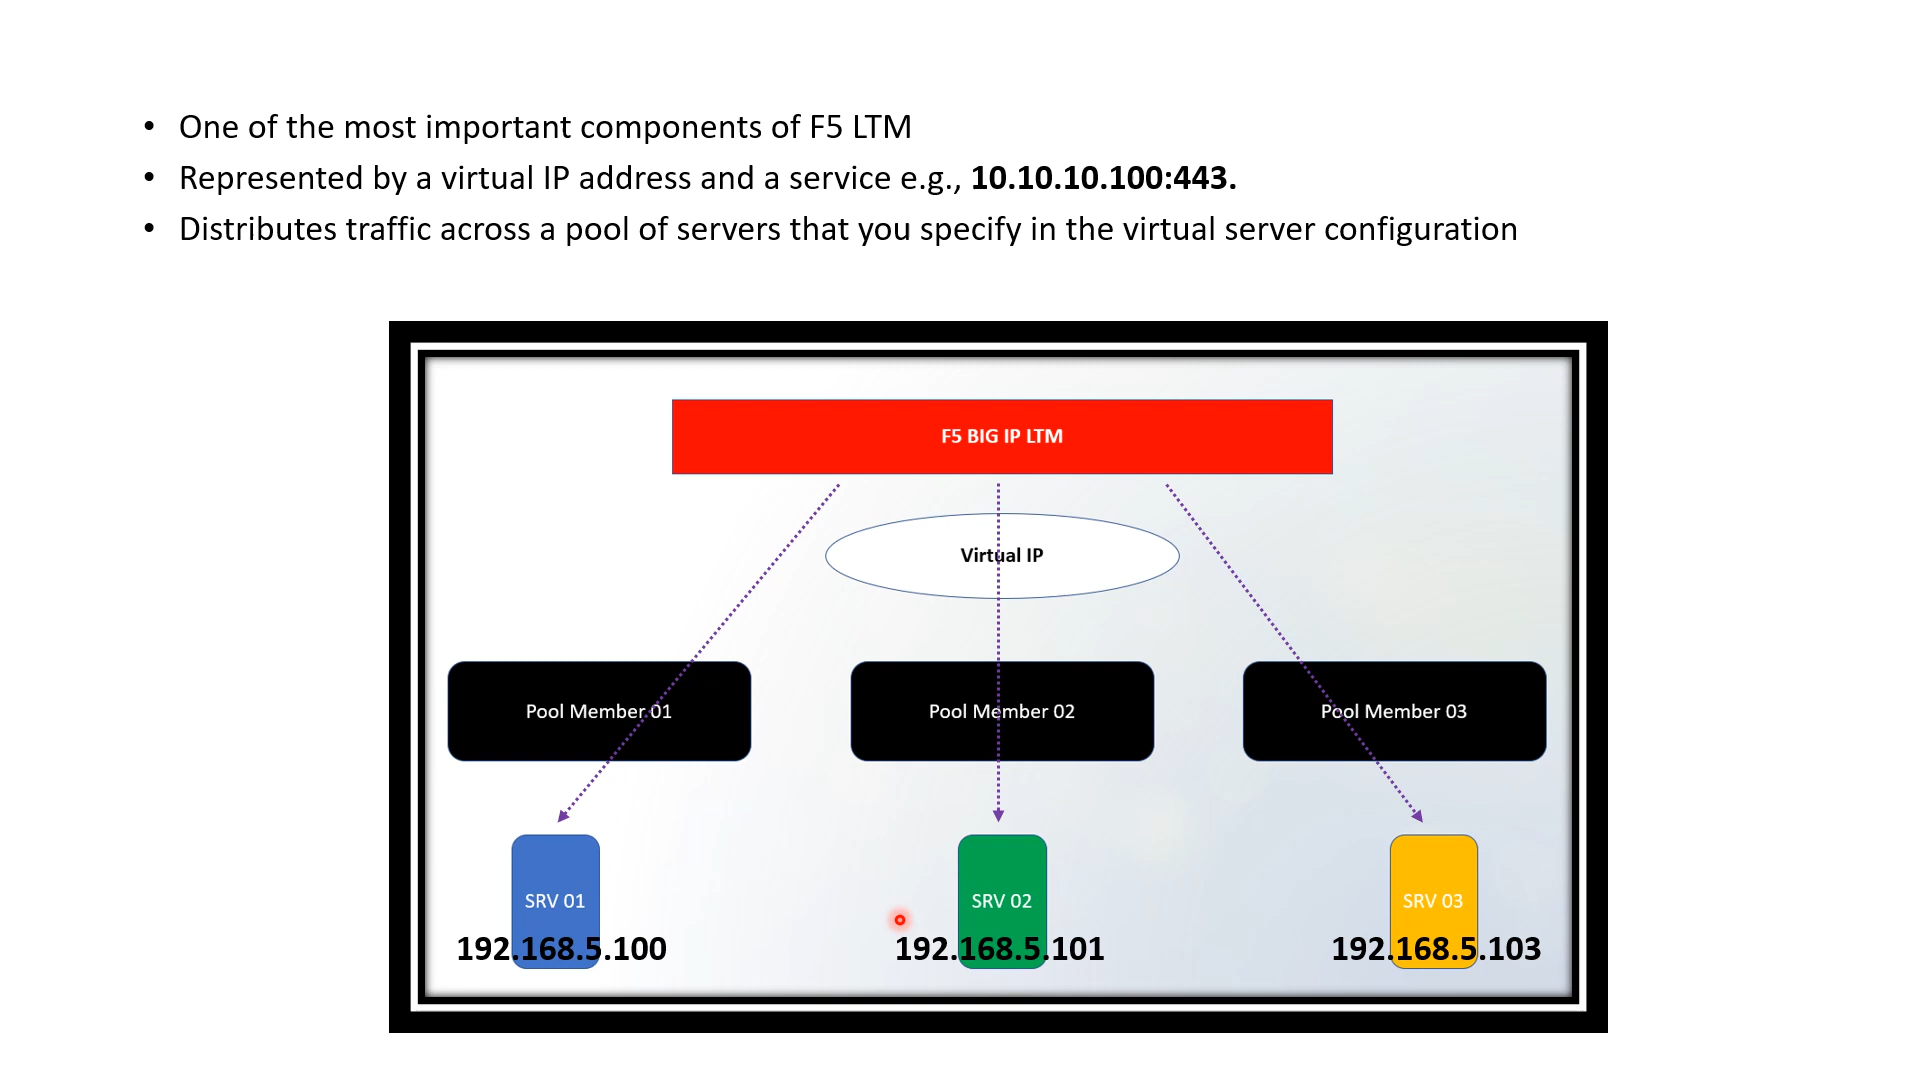 • One of the most important components of F5 LTM
• Represented by a virtual IP address and a service e.g., 10.10.10.100:443.
• Distributes traffic across a pool of servers that you specify in the virtual server configuration
F5 BIG IP LTM
Virtual IP
Pool Member 01
Pool Member 02
Pool Member 03
SRV 01
SRV 02
SRV 03
192.168.5.100
192.168.5.101
192.168.5.103